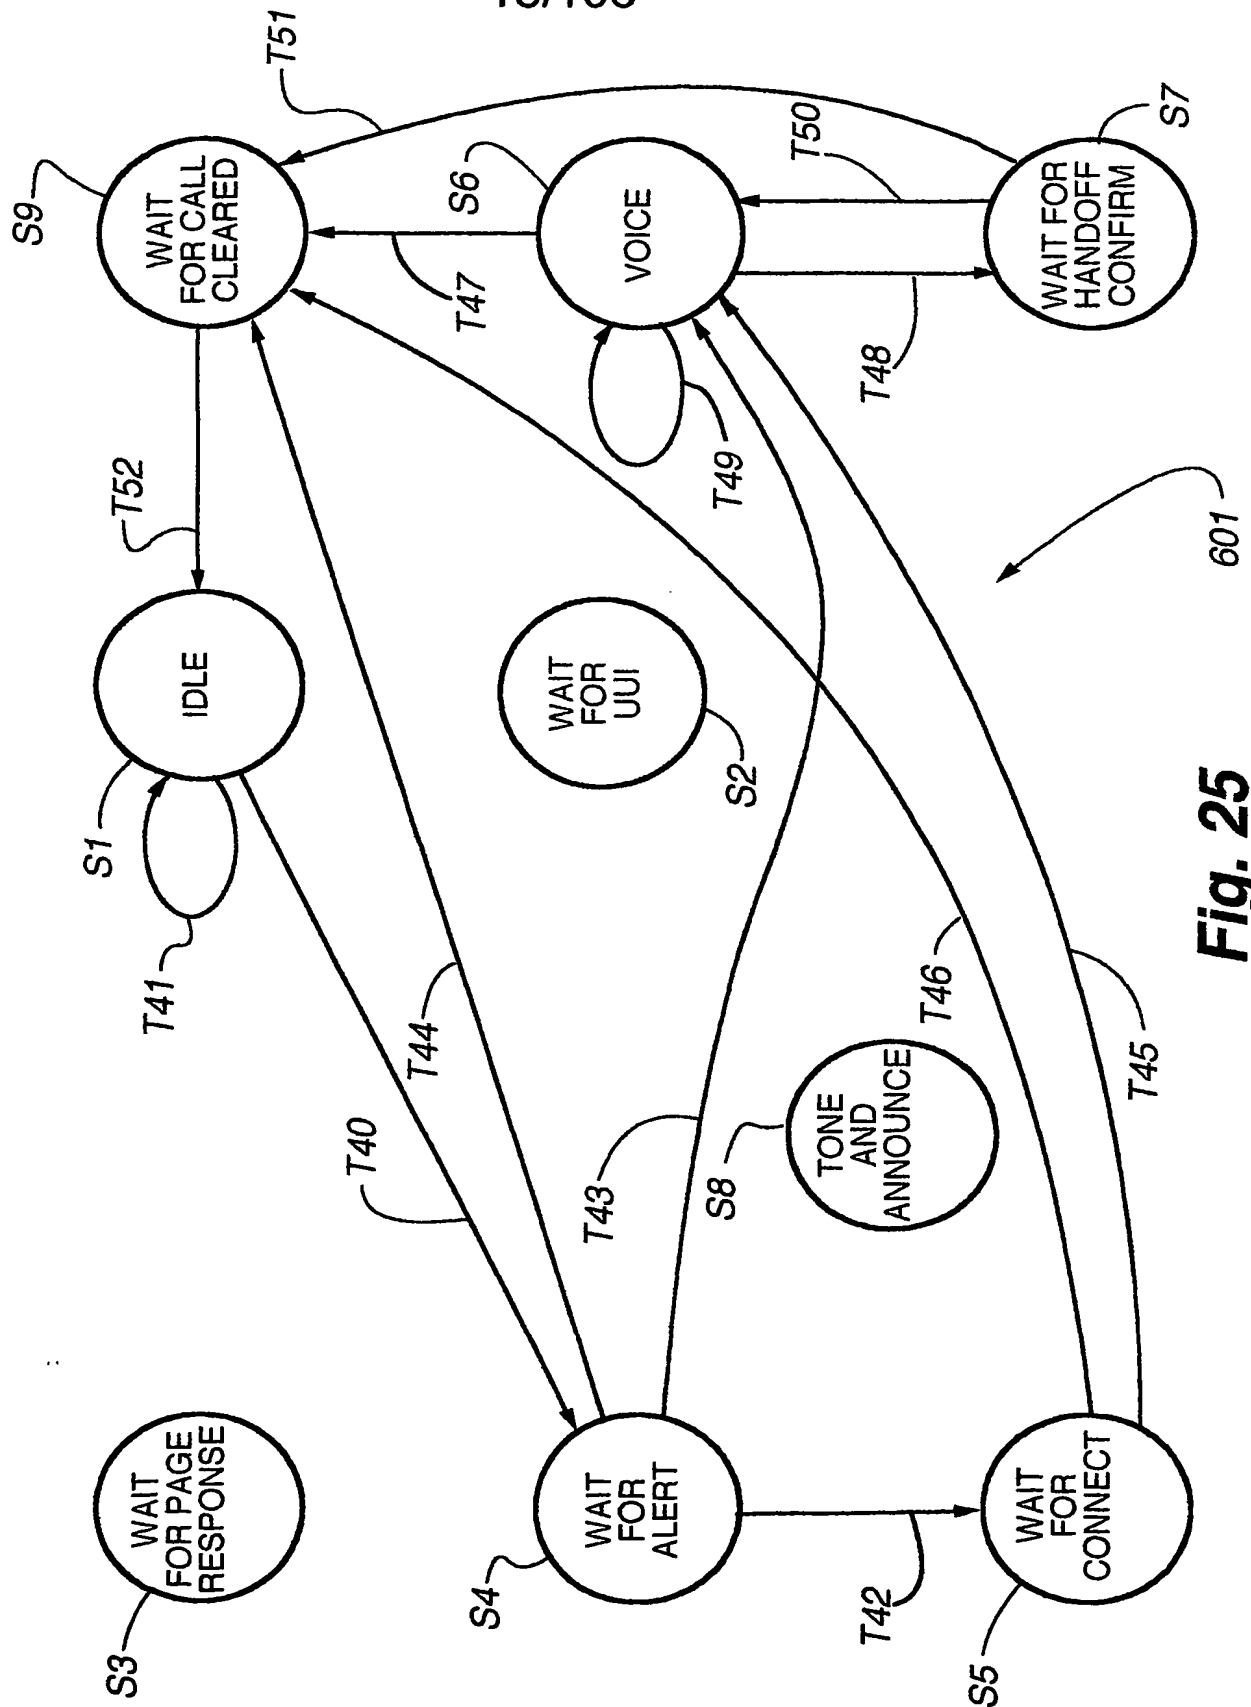 S3
WAIT
FOR PAGE
RESPONSE
T41
S1
IDLE
T52
S9
WAIT
FOR CALL
CLEARED
T51
T40
T44
S4
WAIT
FOR
ALERT
WAIT
FOR
UUI
S2
T47
S6
VOICE
T43
S8
TONE
AND
ANNOUNCE
T49
T50
T42
T46
T48
S5
WAIT
FOR
CONNECT
T45
WAIT FOR
HANDOFF
CONFIRM
S7
601
Fig. 25